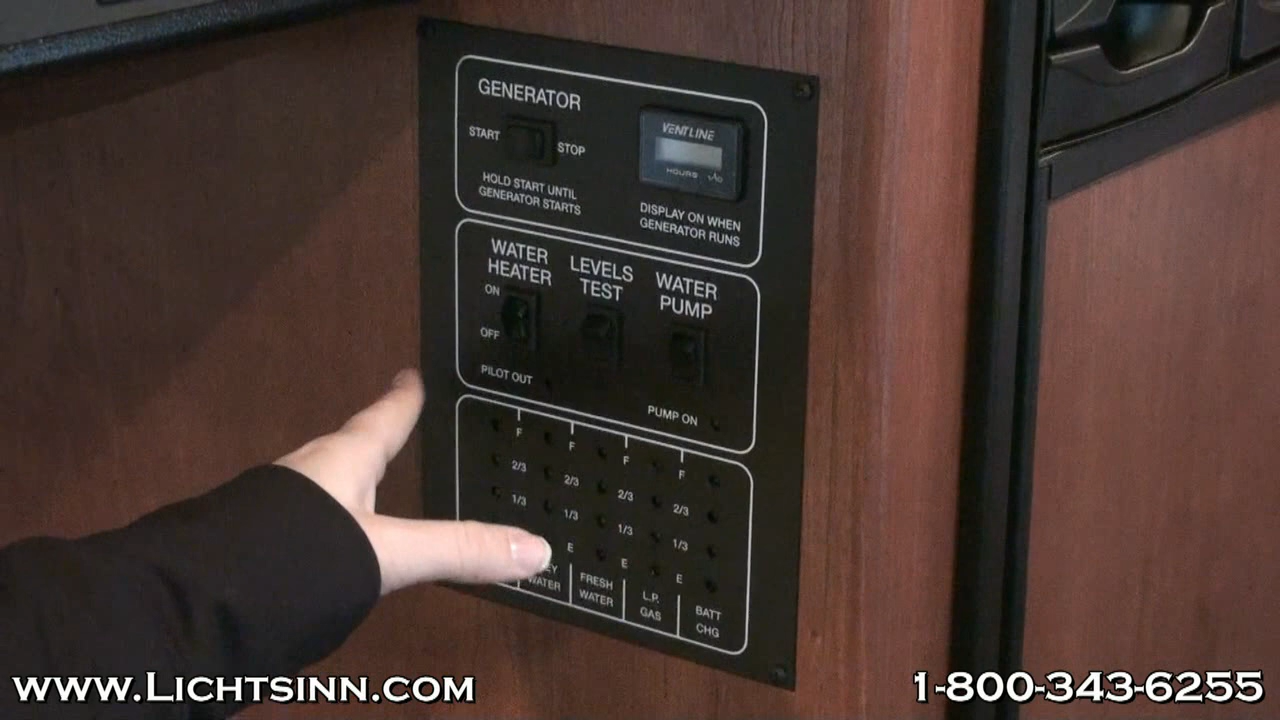 GENERATOR
START
STOP
HOLD START UNTIL
GENERATOR STARTS
VENTLINE
HOURS 1/10
DISPLAY ON WHEN
GENERATOR RUNS
WATER
HEATER
ON
OFF
PILOT OUT
LEVELS
TEST
WATER
PUMP
PUMP ON
F F F F
2/3 2/3 2/3 2/3
1/3 1/3 1/3 1/3
E E E
WATER
FRESH
WATER
L.P.
GAS
BATT
CHG
www.Lichtsinn.com
1-800-343-6255